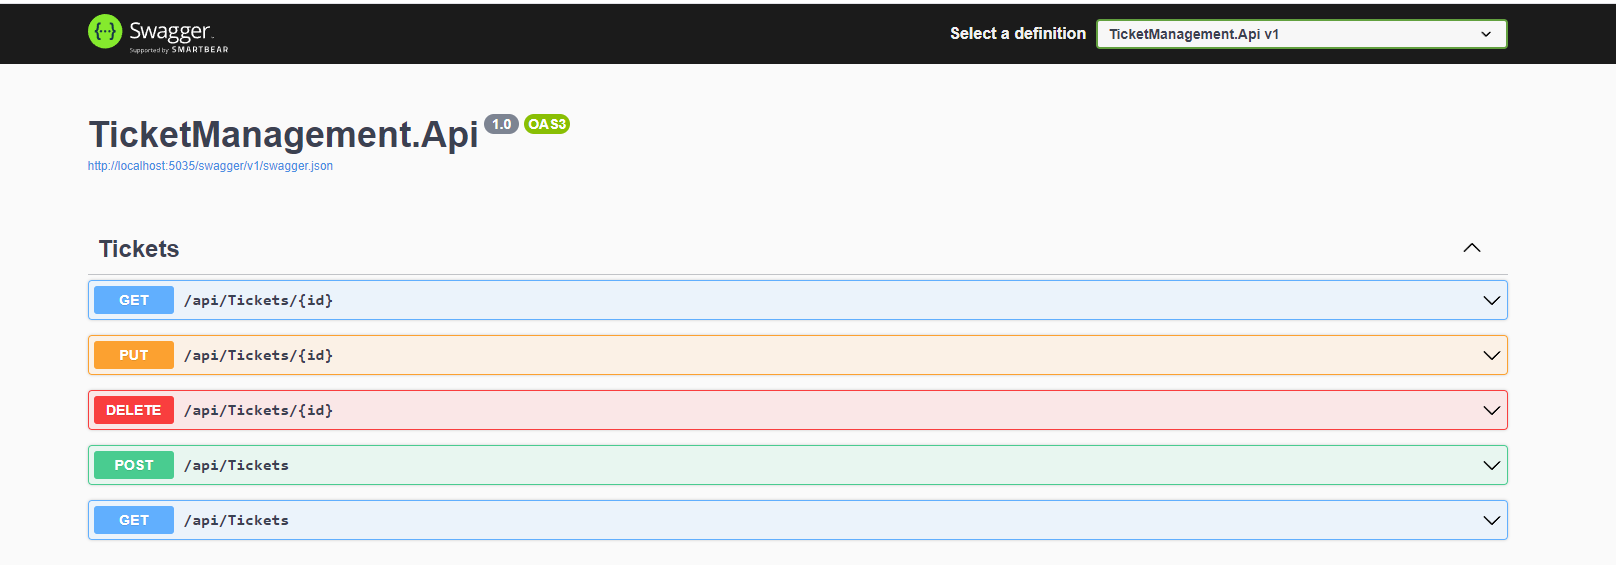 Swagger
Supported by SMARTBEAR
Select a definition
TicketManagement.Api v1
TicketManagement.Api 1.0 OAS3
http://localhost:5035/swagger/v1/swagger.json
Tickets
GET /api/Tickets/{id}
PUT /api/Tickets/{id}
DELETE /api/Tickets/{id}
POST /api/Tickets
GET /api/Tickets